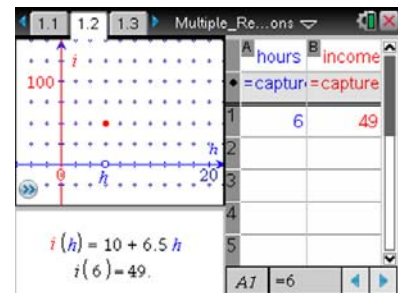 1.1 1.2 1.3 Multiple_Re...ons
i
100
h
0 h 20
i(h)=10+6.5 h
i(6)=49.
A hours B income
=captur =capture
1 6 49
2
3
4
5
A1 =6